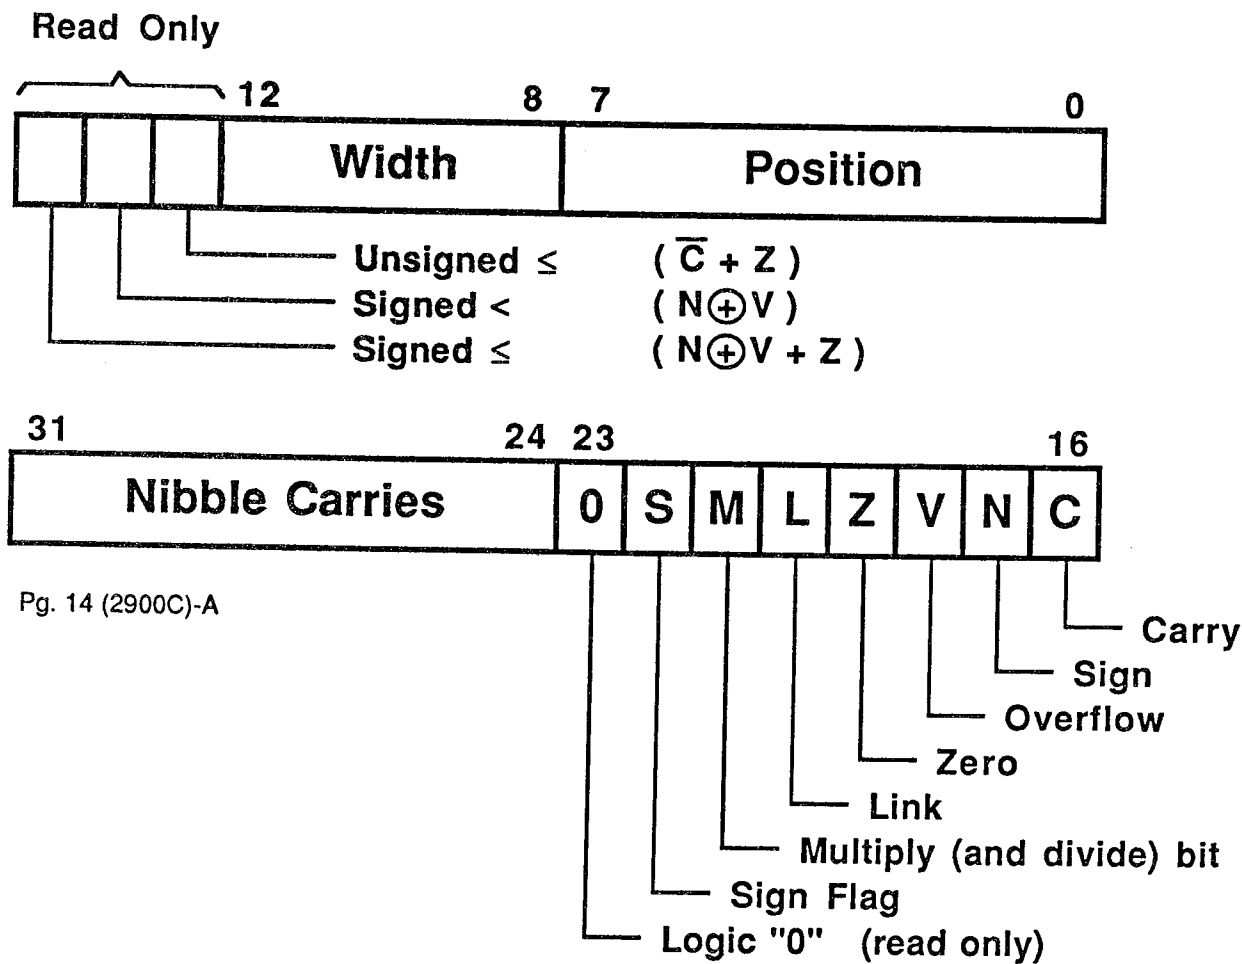 Read Only
12 8 7 0
Width Position
Unsigned ≤ ( C̅ + Z )
Signed < ( N⊕V )
Signed ≤ ( N⊕V + Z )
31 24 23 16
Nibble Carries 0 S M L Z V N C
Pg. 14 (2900C)-A
Carry
Sign
Overflow
Zero
Link
Multiply (and divide) bit
Sign Flag
Logic "0" (read only)